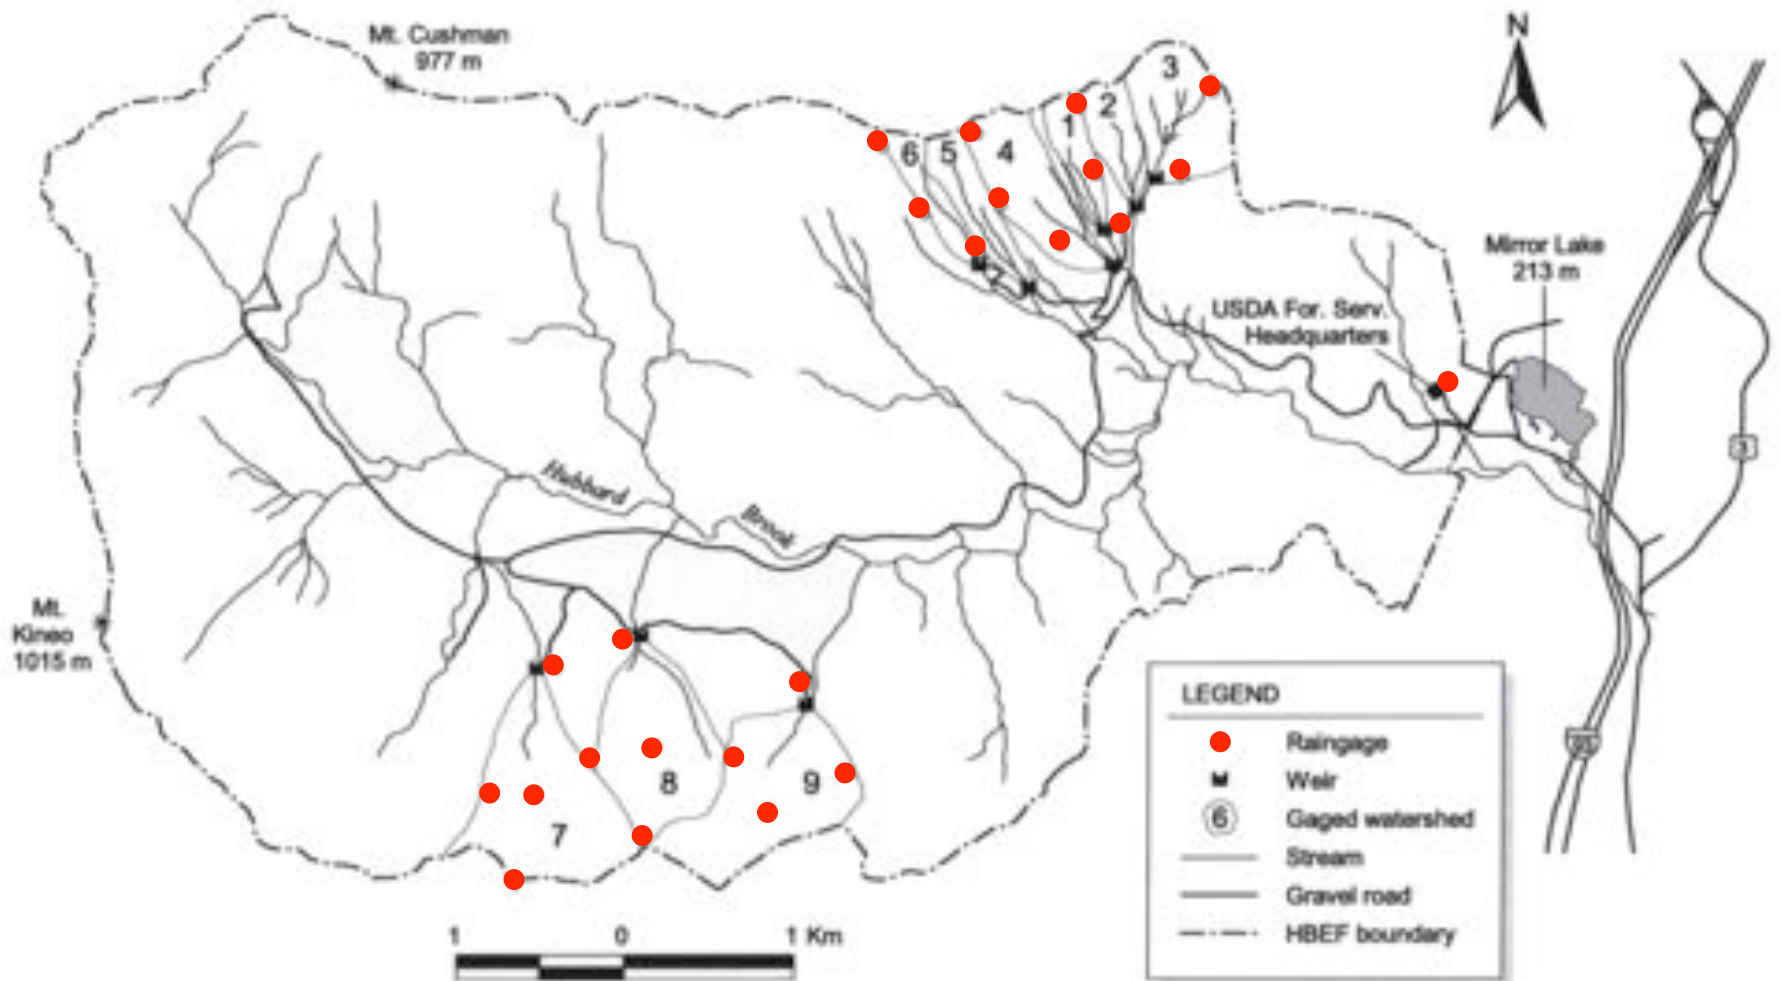 Mt. Cushman
977 m
N
3
2
1
6
5
4
Mirror Lake
213 m
USDA For. Serv.
Headquarters
3
Hubbard
Brook
Mt.
Kineo
1015 m
8
9
7
LEGEND
Raingage
Weir
6
Gaged watershed
Stream
Gravel road
HBEF boundary
1
0
1 Km